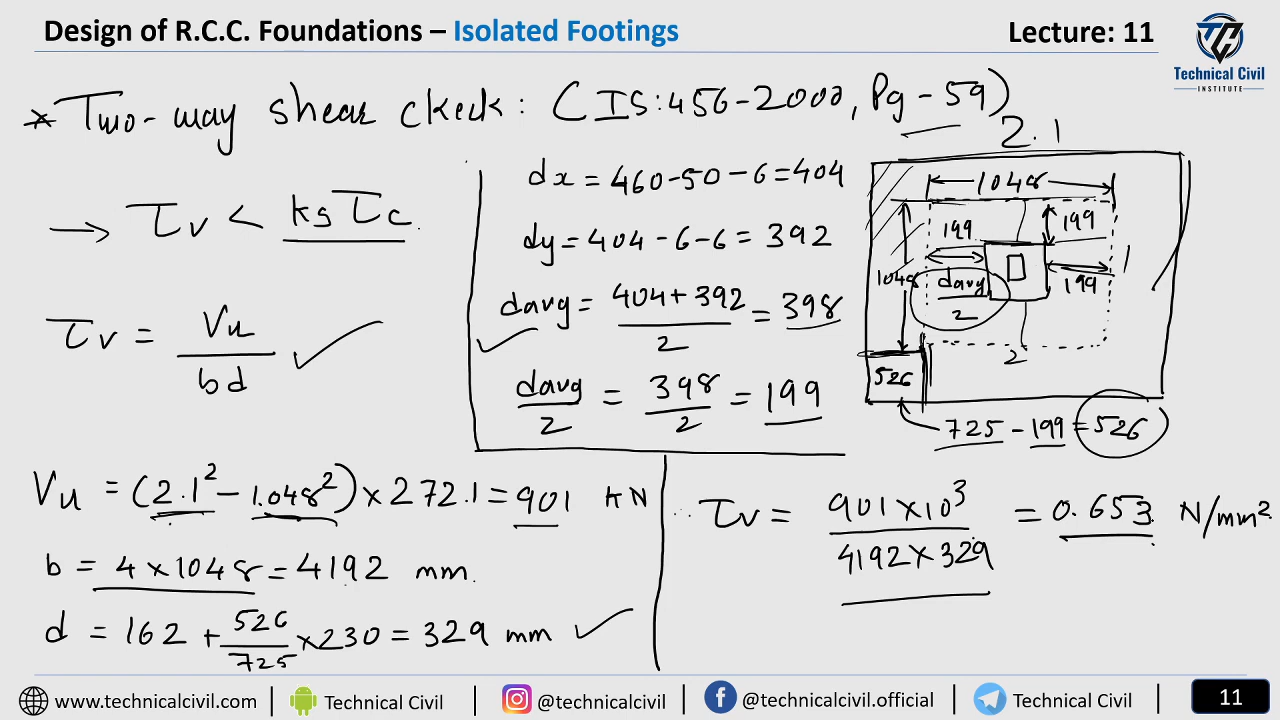 Design of R.C.C. Foundations – Isolated Footings
Lecture: 11
Technical Civil
INSTITUTE
* Two-way shear check: (IS:456-2000, Pg-59)
→ τv < ks τc
τv = Vu / bd
dx = 460-50-6=404
dy = 404-6-6 = 392
davg = 404+392 / 2 = 398
davg / 2 = 398 / 2 = 199
2.1
1048
199
199
1048
davg / 2
199
1
2
526
725 - 199 = 526
Vu = (2.1² - 1.048²) × 272.1 = 901 kN
b = 4 × 1048 = 4192 mm.
d = 162 + 526/725 × 230 = 329 mm
τv = 901×10³ / 4192×329 = 0.653 N/mm²
www.technicalcivil.com | Technical Civil | @technicalcivil | @technicalcivil.official | Technical Civil | 11